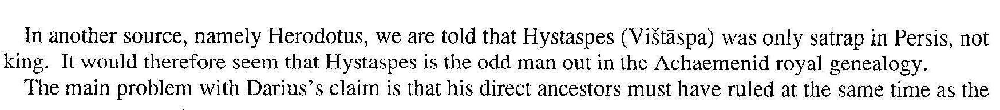 In another source, namely Herodotus, we are told that Hystaspes (Vištāspa) was only satrap in Persis, not
king. It would therefore seem that Hystaspes is the odd man out in the Achaemenid royal genealogy.
The main problem with Darius's claim is that his direct ancestors must have ruled at the same time as the